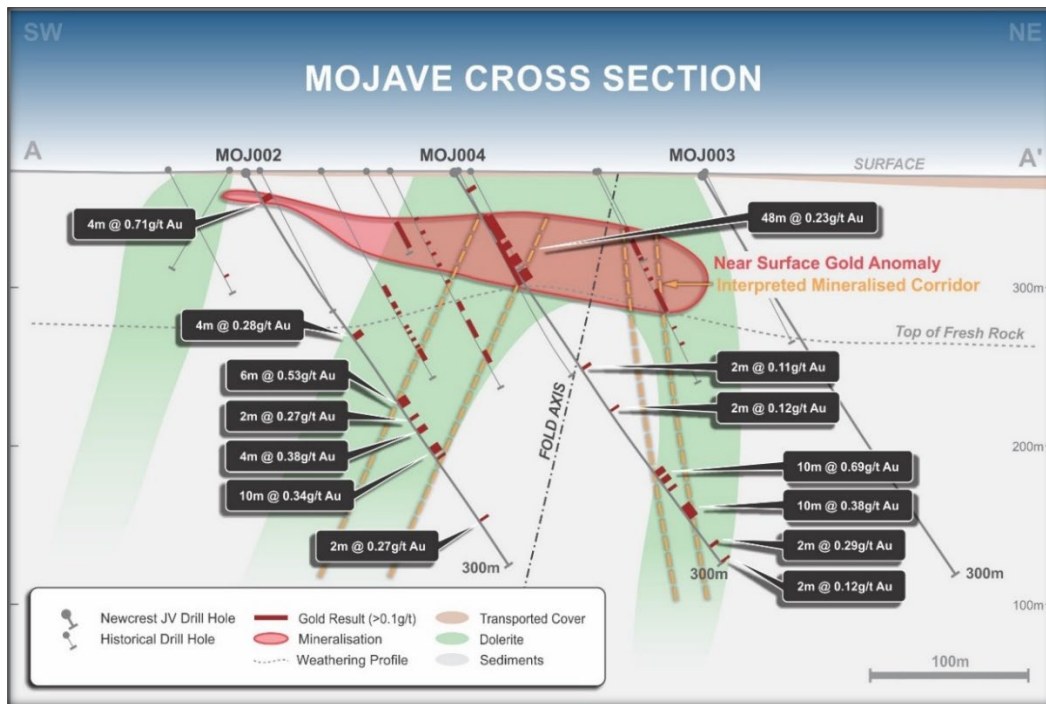 SW
NE
MOJAVE CROSS SECTION
A
MOJ002
MOJ004
MOJ003
SURFACE
A'
4m @ 0.71g/t Au
48m @ 0.23g/t Au
Near Surface Gold Anomaly
Interpreted Mineralised Corridor
300m
4m @ 0.28g/t Au
Top of Fresh Rock
6m @ 0.53g/t Au
2m @ 0.11g/t Au
2m @ 0.27g/t Au
2m @ 0.12g/t Au
FOLD AXIS
4m @ 0.38g/t Au
200m
10m @ 0.69g/t Au
10m @ 0.34g/t Au
10m @ 0.38g/t Au
2m @ 0.27g/t Au
2m @ 0.29g/t Au
300m
300m
300m
2m @ 0.12g/t Au
100m
Newcrest JV Drill Hole
Historical Drill Hole
Gold Result (>0.1g/t)
Mineralisation
Weathering Profile
Transported Cover
Dolerite
Sediments
100m